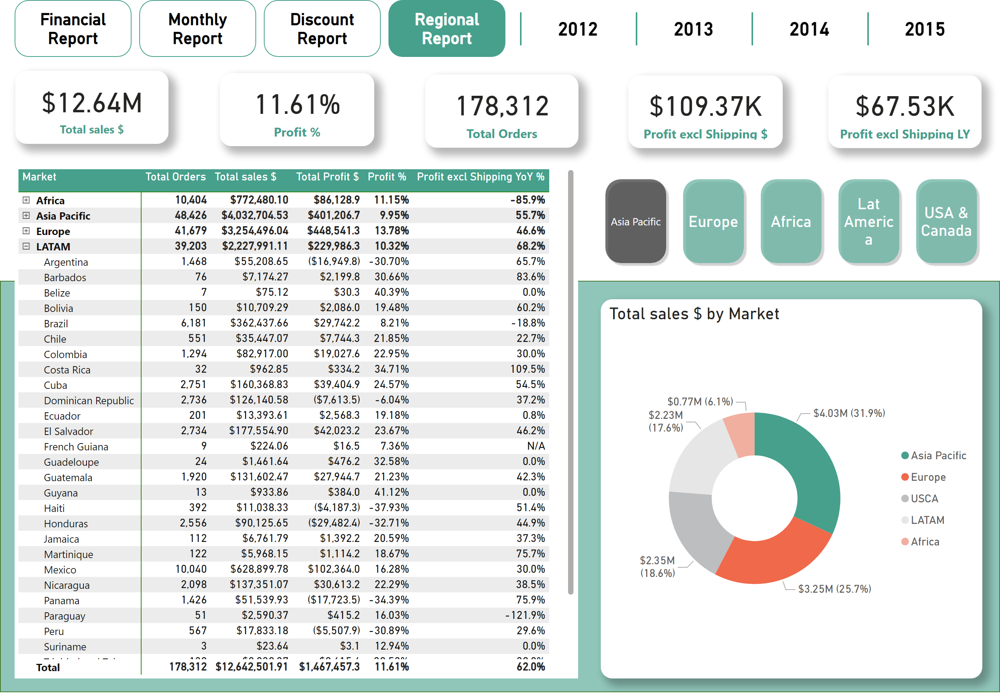 Financial Report
Monthly Report
Discount Report
Regional Report
2012
2013
2014
2015
$12.64M
Total sales $
11.61%
Profit %
178,312
Total Orders
$109.37K
Profit excl Shipping $
$67.53K
Profit excl Shipping LY
Market Total Orders Total sales $ Total Profit $ Profit % Profit excl Shipping YoY %
Africa 10,404 $772,480.10 $86,128.9 11.15% -85.9%
Asia Pacific 48,426 $4,032,704.53 $401,206.7 9.95% 55.7%
Europe 41,679 $3,254,496.04 $448,541.3 13.78% 46.6%
LATAM 39,203 $2,227,991.11 $229,986.3 10.32% 68.2%
Argentina 1,468 $55,208.65 ($16,949.8) -30.70% 65.7%
Barbados 76 $7,174.27 $2,199.8 30.66% 83.6%
Belize 7 $75.12 $30.3 40.39% 0.0%
Bolivia 150 $10,709.29 $2,086.0 19.48% 60.2%
Brazil 6,181 $362,437.66 $29,742.2 8.21% -18.8%
Chile 551 $35,447.07 $7,744.3 21.85% 22.7%
Colombia 1,294 $82,917.00 $19,027.6 22.95% 30.0%
Costa Rica 32 $962.85 $334.2 34.71% 109.5%
Cuba 2,751 $160,368.83 $39,404.9 24.57% 54.5%
Dominican Republic 2,736 $126,140.58 ($7,613.5) -6.04% 37.2%
Ecuador 201 $13,393.61 $2,568.3 19.18% 0.8%
El Salvador 2,734 $177,554.90 $42,023.2 23.67% 46.2%
French Guiana 9 $224.06 $16.5 7.36% N/A
Guadeloupe 24 $1,461.64 $476.2 32.58% 0.0%
Guatemala 1,920 $131,602.47 $27,944.7 21.23% 42.3%
Guyana 13 $933.86 $384.0 41.12% 0.0%
Haiti 392 $11,038.33 ($4,187.3) -37.93% 51.4%
Honduras 2,556 $90,125.65 ($29,482.4) -32.71% 44.9%
Jamaica 112 $6,761.79 $1,392.2 20.59% 37.3%
Martinique 122 $5,968.15 $1,114.2 18.67% 75.7%
Mexico 10,040 $628,899.78 $102,364.0 16.28% 30.0%
Nicaragua 2,098 $137,351.07 $30,613.2 22.29% 38.5%
Panama 1,426 $51,539.93 ($17,723.5) -34.39% 75.9%
Paraguay 51 $2,590.37 $415.2 16.03% -121.9%
Peru 567 $17,833.18 ($5,507.9) -30.89% 29.6%
Suriname 3 $23.64 $3.1 12.94% 0.0%
Total 178,312 $12,642,501.91 $1,467,457.3 11.61% 62.0%
Asia Pacific
Europe
Africa
Lat
Americ
a
USA &
Canada
Total sales $ by Market
$0.77M (6.1%)
$4.03M (31.9%)
$2.23M
(17.6%)
$2.35M
(18.6%)
$3.25M (25.7%)
Asia Pacific
Europe
USCA
LATAM
Africa